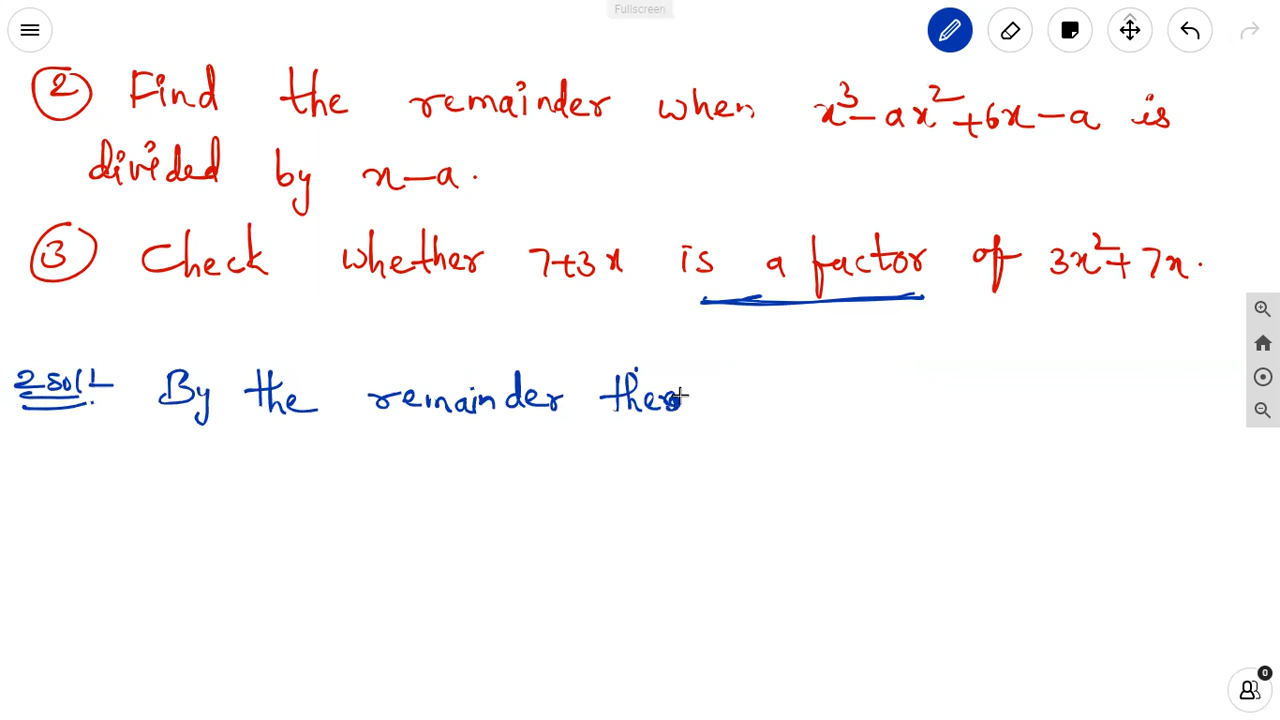 Fullscreen
② Find the remainder when x³-ax²+6x-a is
divided by x-a.
③ Check whether 7+3x is a factor of 3x²+7x.
2 sol! By the remainder theo
0